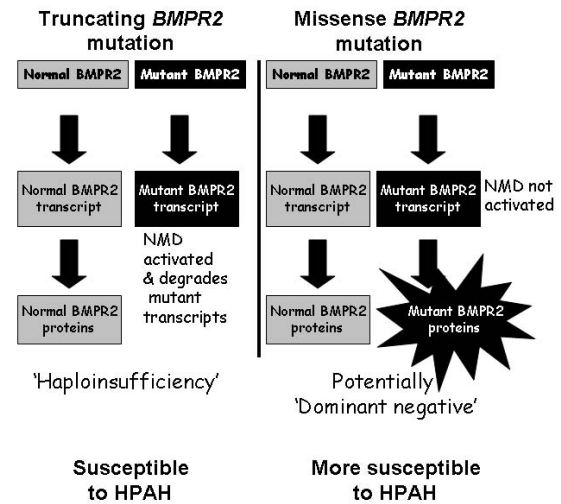 Truncating BMPR2
mutation
Normal BMPR2
Mutant BMPR2
Normal BMPR2
transcript
Mutant BMPR2
transcript
NMD
activated
& degrades
mutant
transcripts
Normal BMPR2
proteins
'Haploinsufficiency'
Susceptible
to HPAH
Missense BMPR2
mutation
Normal BMPR2
Mutant BMPR2
Normal BMPR2
transcript
Mutant BMPR2
transcript
NMD not
activated
Normal BMPR2
proteins
Mutant BMPR2
proteins
Potentially
'Dominant negative'
More susceptible
to HPAH